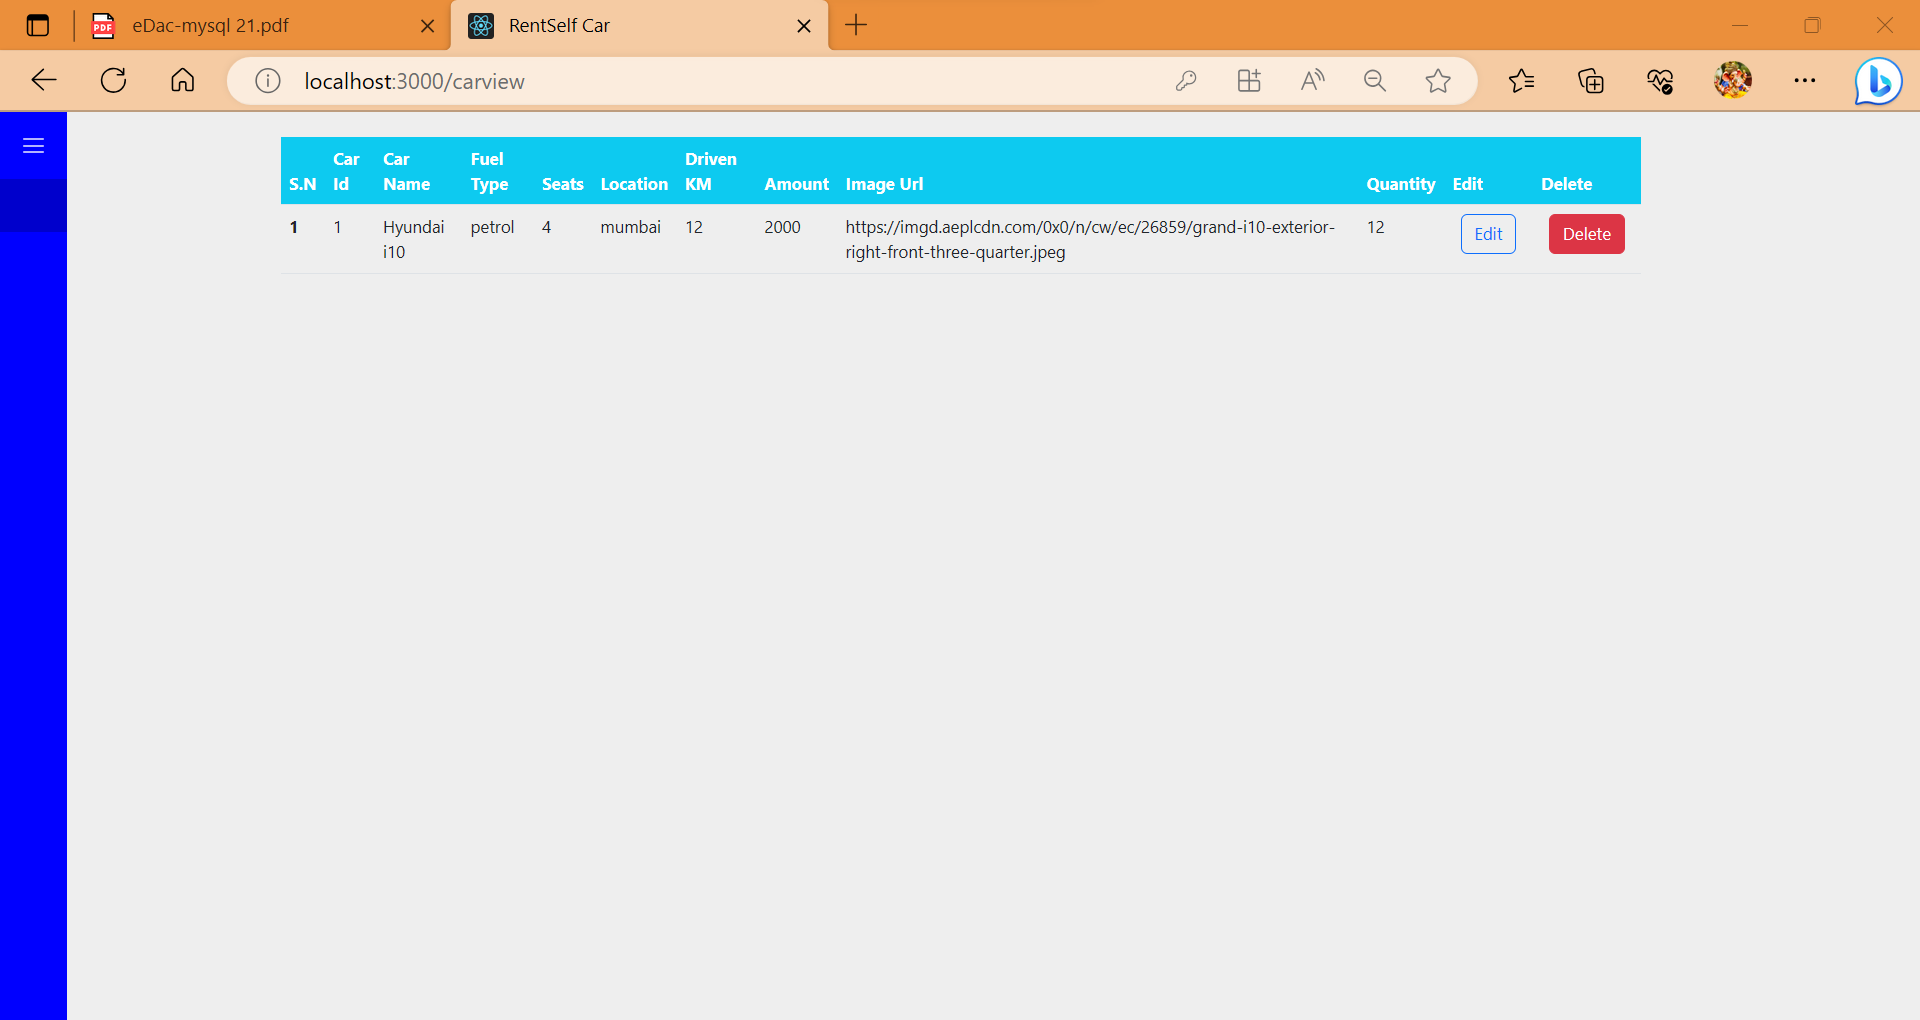 eDac-mysql 21.pdf
RentSelf Car
localhost:3000/carview
S.N Car Id Car Name Fuel Type Seats Location Driven KM Amount Image Url Quantity Edit Delete
1 1 Hyundai petrol 4 mumbai 12 2000 https://imgd.aeplcdn.com/0x0/n/cw/ec/26859/grand-i10-exterior- 12 Edit Delete
i10 right-front-three-quarter.jpeg